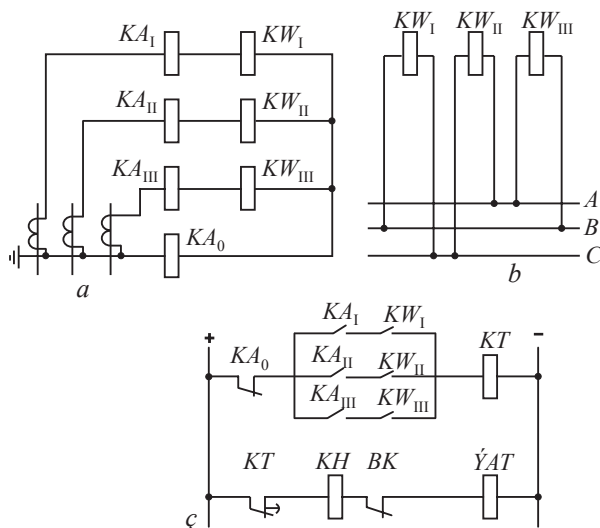 KA_I KW_I
KA_II KW_II
KA_III KW_III
KA_0
a
KW_I KW_II KW_III
A
B
C
b
+ -
KA_I KW_I
KA_0 KA_II KW_II KT
KA_III KW_III
KT KH BK ÝAT
ç